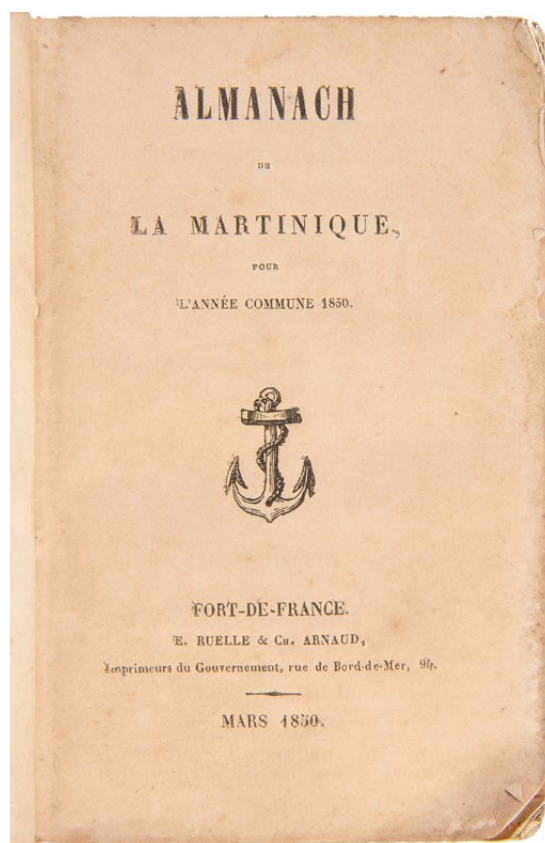 ALMANACH
DE
LA MARTINIQUE,
POUR
L'ANNÉE COMMUNE 1850.
FORT-DE-FRANCE.
E. RUELLE & CH. ARNAUD,
Imprimeurs du Gouvernement, rue de Bord-de-Mer, 94.
MARS 1850.